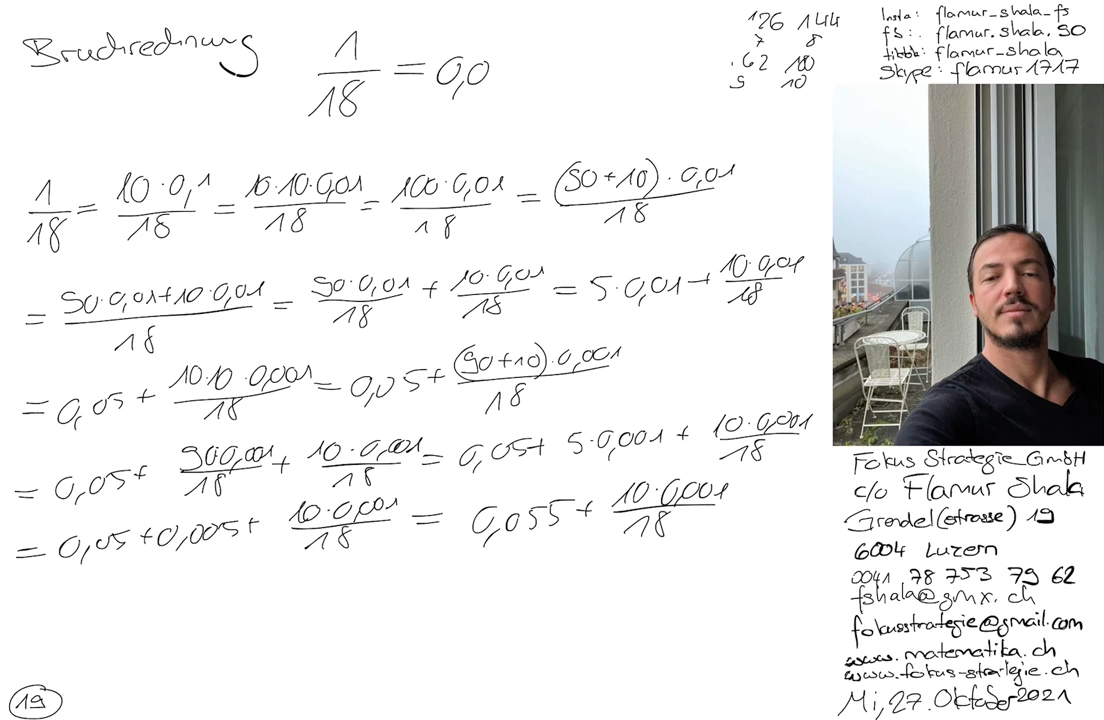 Bruchrechnung 1/18 = 0,0
126 144
7 8
.62 180
9 10
1/18 = 10·0,1/18 = 10·10·0,01/18 = 100·0,01/18 = (90+10)·0,01/18
= 90·0,01+10·0,01/18 = 90·0,01/18 + 10·0,01/18 = 5·0,01+ 10·0,01/18
= 0,05+ 10·10·0,001/18 = 0,05+ (90+10)·0,001/18
= 0,05+ 90·0,001/18 + 10·0,001/18 = 0,05+ 5·0,001+ 10·0,001/18
= 0,05+0,005+ 10·0,001/18 = 0,055+ 10·0,001/18
19
Insta: flamur_shala_fs
fs:. flamur.shala.90
tiktok: flamur_shala
Skype: flamur1717
Fokus Strategie GmbH
c/o Flamur Shala
Grendel(strasse) 19
6004 Luzern
0041 78 753 79 62
fshala@gmx.ch
fokusstrategie@gmail.com
www.matematika.ch
www.fokus-strategie.ch
Mi, 27. Oktober 2021